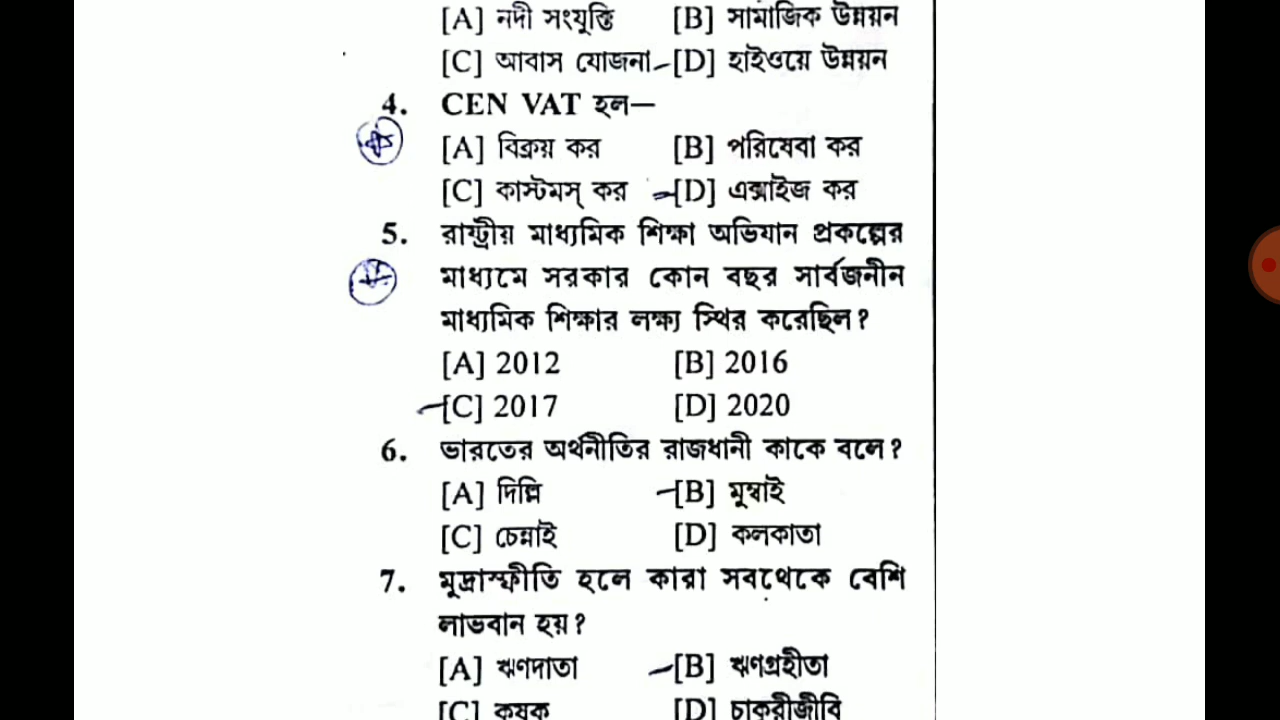 [A] নদী সংযুক্তি [B] সামাজিক উন্নয়ন
[C] আবাস যোজনা [D] হাইওয়ে উন্নয়ন
4. CEN VAT হল—
[A] বিক্রয় কর [B] পরিষেবা কর
[C] কাস্টমস্ কর [D] এক্সাইজ কর
5. রাষ্ট্রীয় মাধ্যমিক শিক্ষা অভিযান প্রকল্পের
মাধ্যমে সরকার কোন বছর সার্বজনীন
মাধ্যমিক শিক্ষার লক্ষ্য স্থির করেছিল?
[A] 2012 [B] 2016
[C] 2017 [D] 2020
6. ভারতের অর্থনীতির রাজধানী কাকে বলে?
[A] দিল্লি [B] মুম্বাই
[C] চেন্নাই [D] কলকাতা
7. মুদ্রাস্ফীতি হলে কারা সবথেকে বেশি
লাভবান হয়?
[A] ঋণদাতা [B] ঋণগ্রহীতা
[C] কৃষক [D] চাকুরীজীবি